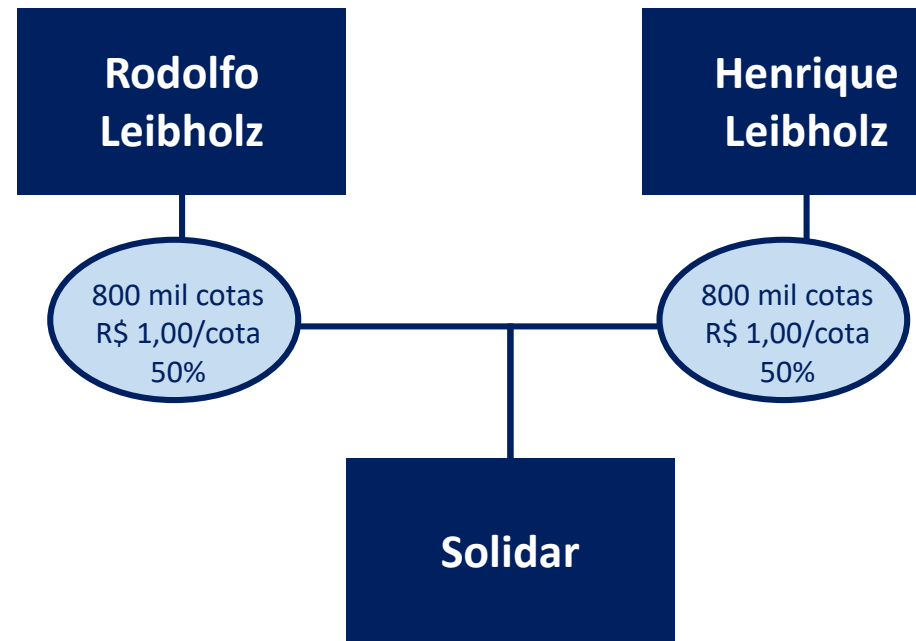 Rodolfo
Leibholz
Henrique
Leibholz
800 mil cotas
R$ 1,00/cota
50%
800 mil cotas
R$ 1,00/cota
50%
Solidar